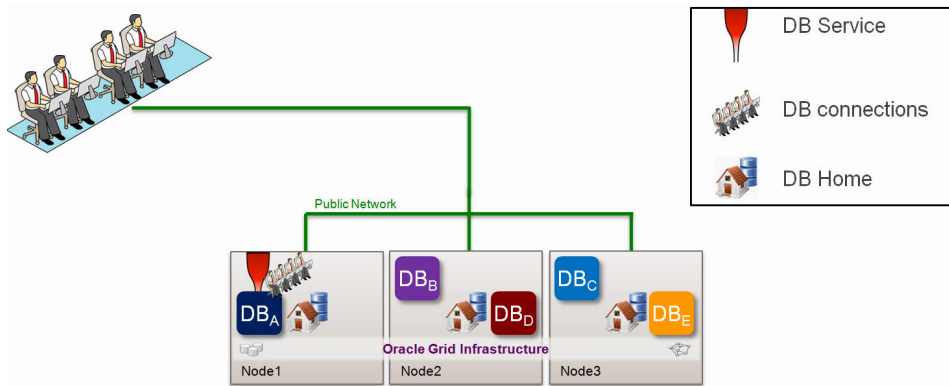 DB Service
DB connections
DB Home
Public Network
DBA
DBB
DBD
DBC
DBE
Oracle Grid Infrastructure
Node1
Node2
Node3